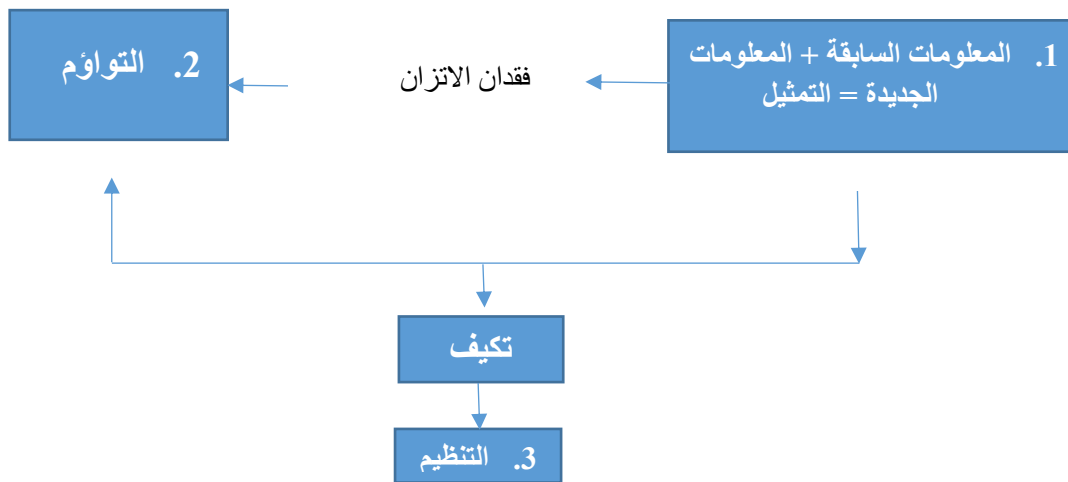 1. المعلومات السابقة + المعلومات
الجديدة = التمثيل
فقدان الاتزان
2. التواؤم
تكيف
3. التنظيم